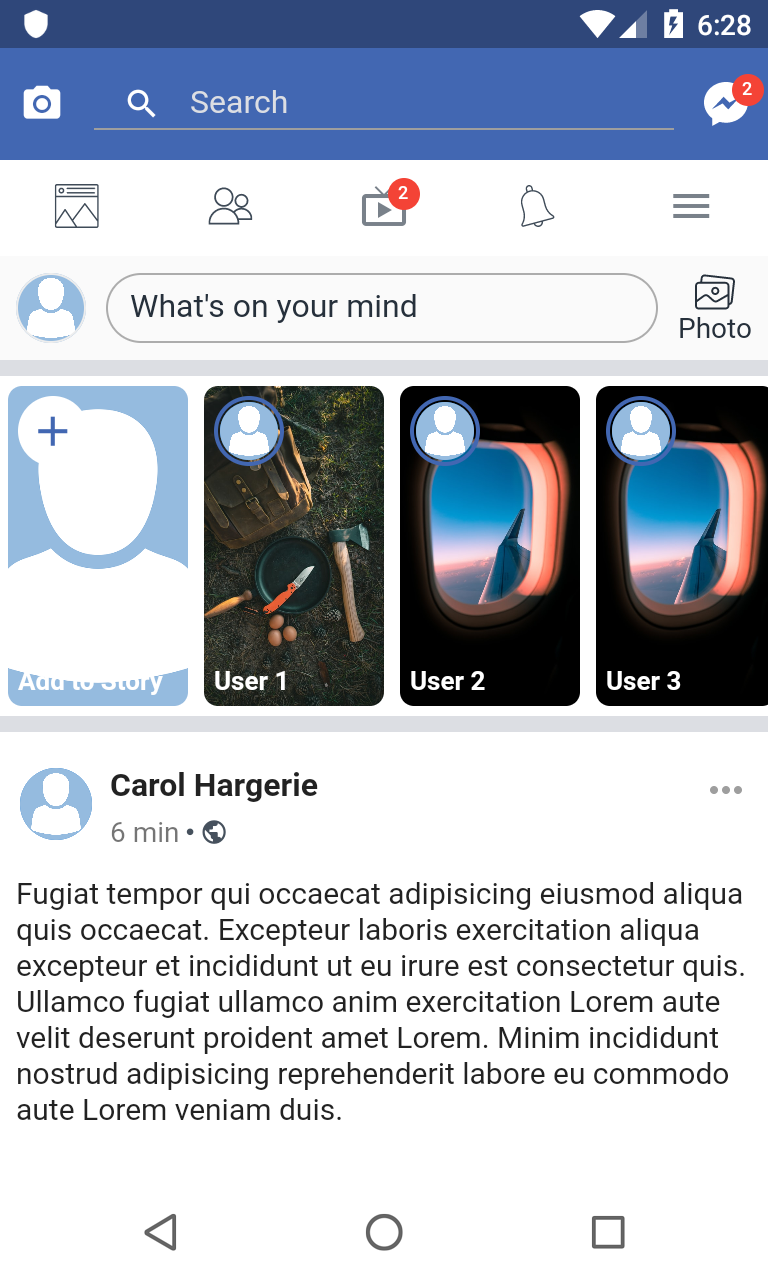 6:28
Search
2
2
What's on your mind
Photo
Add to Story
User 1
User 2
User 3
Carol Hargerie
6 min •
Fugiat tempor qui occaecat adipisicing eiusmod aliqua
quis occaecat. Excepteur laboris exercitation aliqua
excepteur et incididunt ut eu irure est consectetur quis.
Ullamco fugiat ullamco anim exercitation Lorem aute
velit deserunt proident amet Lorem. Minim incididunt
nostrud adipisicing reprehenderit labore eu commodo
aute Lorem veniam duis.